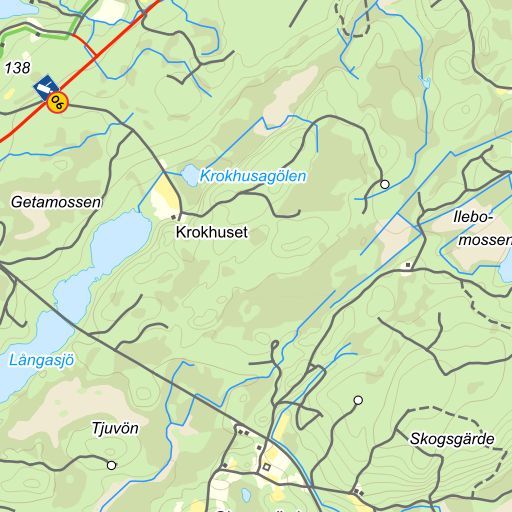 138
Krokhusagölen
Getamossen
Krokhuset
Ilebo-
mossen
Långasjö
Tjuvön
Skogsgärde